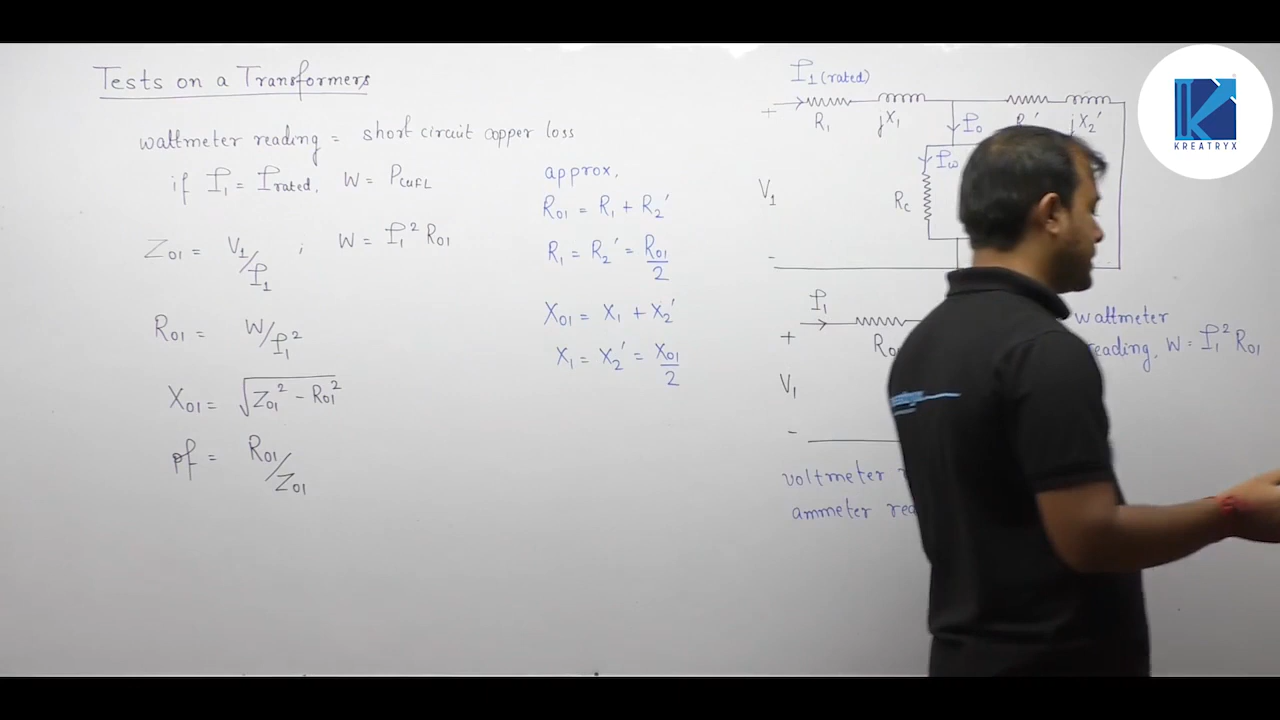 Tests on a Transformers
wattmeter reading = short circuit copper loss
if I1 = Irated, W = PCuFL
Z01 = V1/I1 ; W = I1² R01
R01 = W/I1²
X01 = √(Z01² - R01²)
pf = R01/Z01
approx,
R01 = R1 + R2'
R1 = R2' = R01/2
X01 = X1 + X2'
X1 = X2' = X01/2
I1(rated)
+
R1
jX1
I0
jX2'
Iw
Rc
V1
-
I1
+
V1
-
wattmeter
reading, W = I1² R01
voltmeter
ammeter
KREATRYX